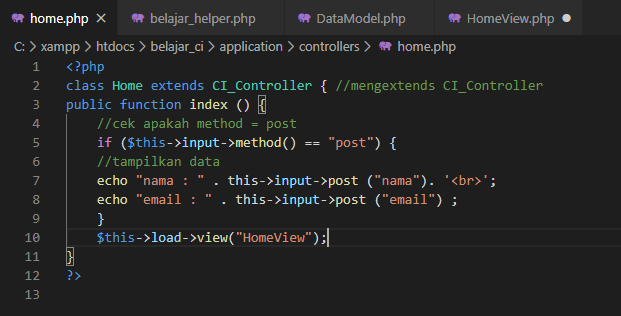 home.php × belajar_helper.php DataModel.php HomeView.php ●
C: > xampp > htdocs > belajar_ci > application > controllers > home.php
1 <?php
2 class Home extends CI_Controller { //mengextends CI_Controller
3 public function index () {
4 //cek apakah method = post
5 if ($this->input->method() == "post") {
6 //tampilkan data
7 echo "nama : " . this->input->post ("nama"). '<br>';
8 echo "email : " . this->input->post ("email") ;
9 }
10 $this->load->view("HomeView");
11 }
12 ?>
13